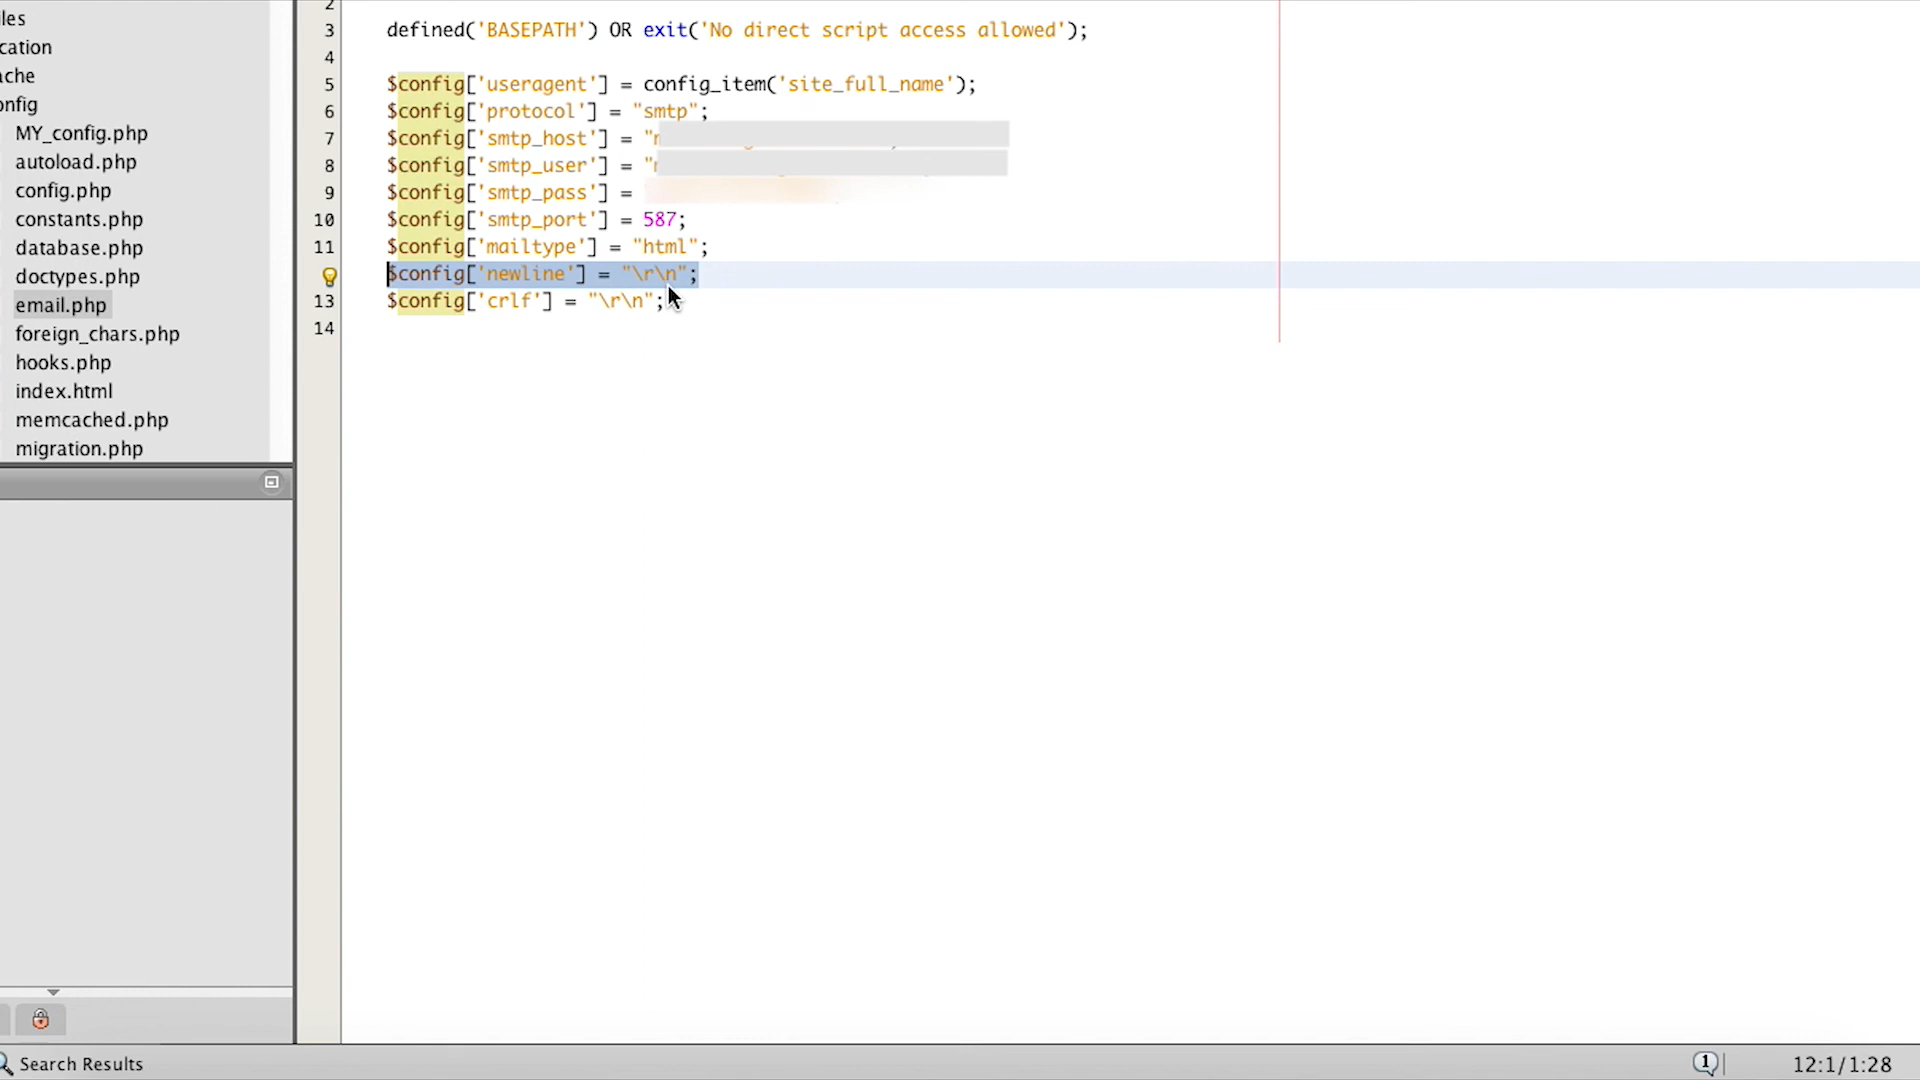 iles
cation
ache
onfig
MY_config.php
autoload.php
config.php
constants.php
database.php
doctypes.php
email.php
foreign_chars.php
hooks.php
index.html
memcached.php
migration.php
2
3 defined('BASEPATH') OR exit('No direct script access allowed');
4
5 $config['useragent'] = config_item('site_full_name');
6 $config['protocol'] = "smtp";
7 $config['smtp_host'] = "
8 $config['smtp_user'] = "
9 $config['smtp_pass'] =
10 $config['smtp_port'] = 587;
11 $config['mailtype'] = "html";
$config['newline'] = "\r\n";
13 $config['crlf'] = "\r\n";
14
Search Results
1
12:1/1:28